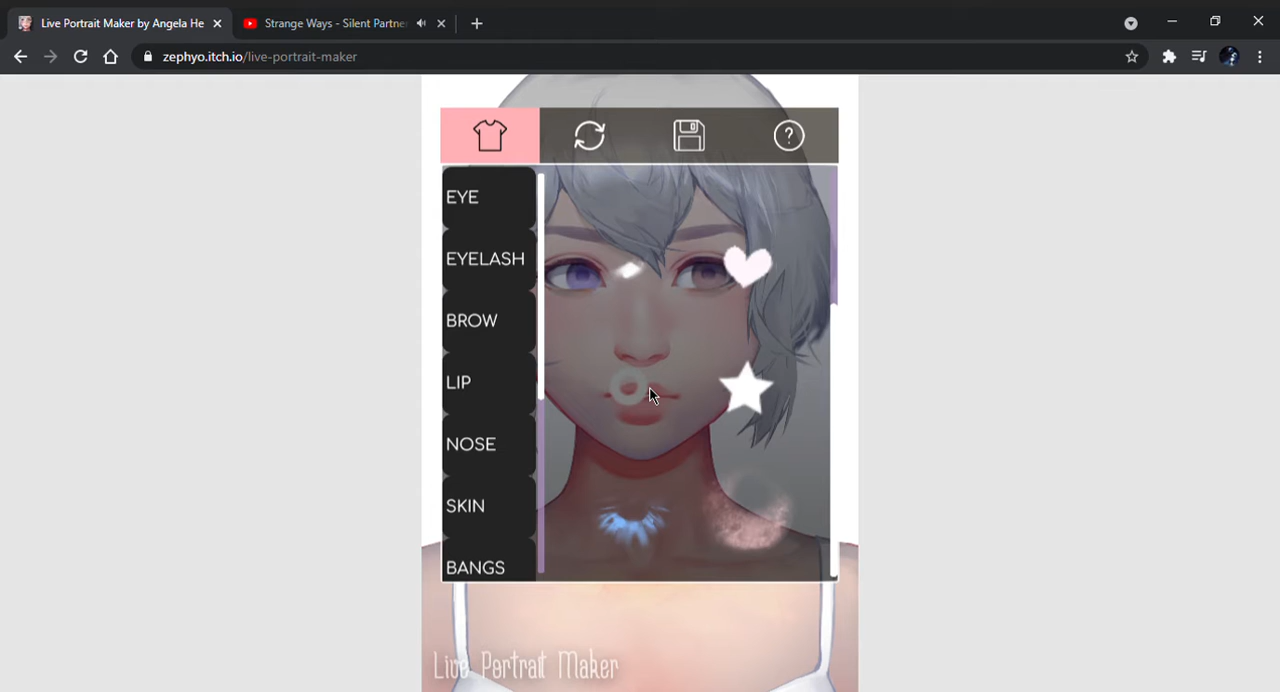 Live Portrait Maker by Angela He
Strange Ways - Silent Partner
zephyo.itch.io/live-portrait-maker
EYE
EYELASH
BROW
LIP
NOSE
SKIN
BANGS
Live Portrait Maker